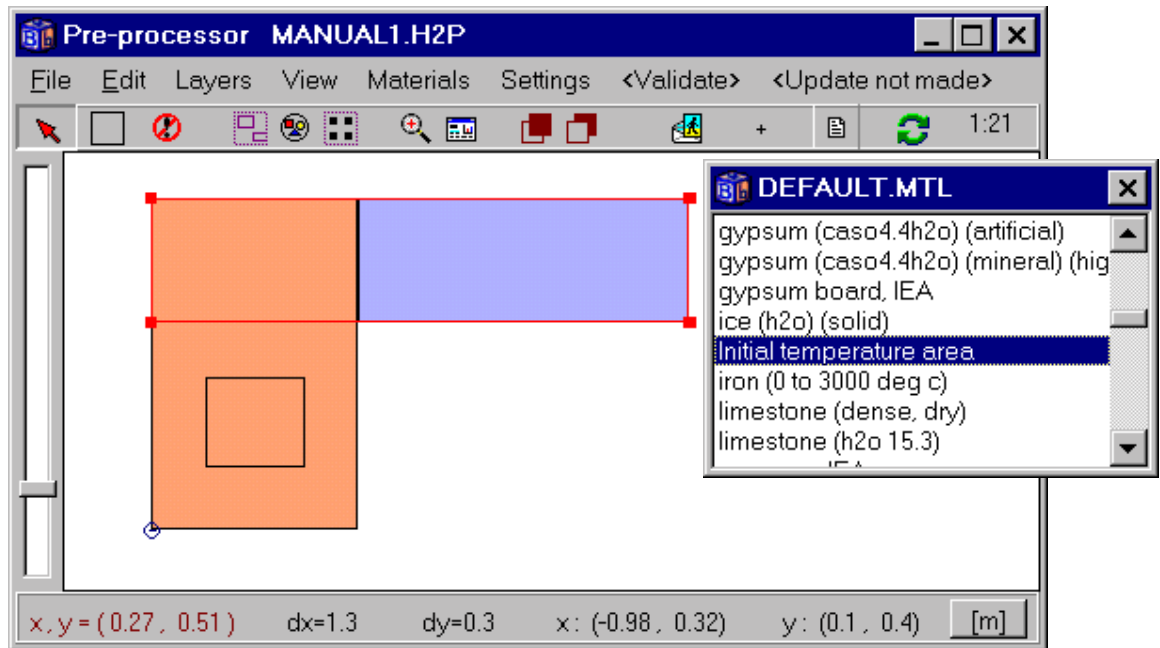 Pre-processor MANUAL1.H2P
File Edit Layers View Materials Settings <Validate> <Update not made>
1:21
DEFAULT.MTL
gypsum (caso4.4h2o) (artificial)
gypsum (caso4.4h2o) (mineral) (hig
gypsum board, IEA
ice (h2o) (solid)
Initial temperature area
iron (0 to 3000 deg c)
limestone (dense, dry)
limestone (h2o 15.3)
x, y = ( 0.27 , 0.51 ) dx=1.3 dy=0.3 x: (-0.98 , 0.32) y: (0.1 , 0.4) [m]